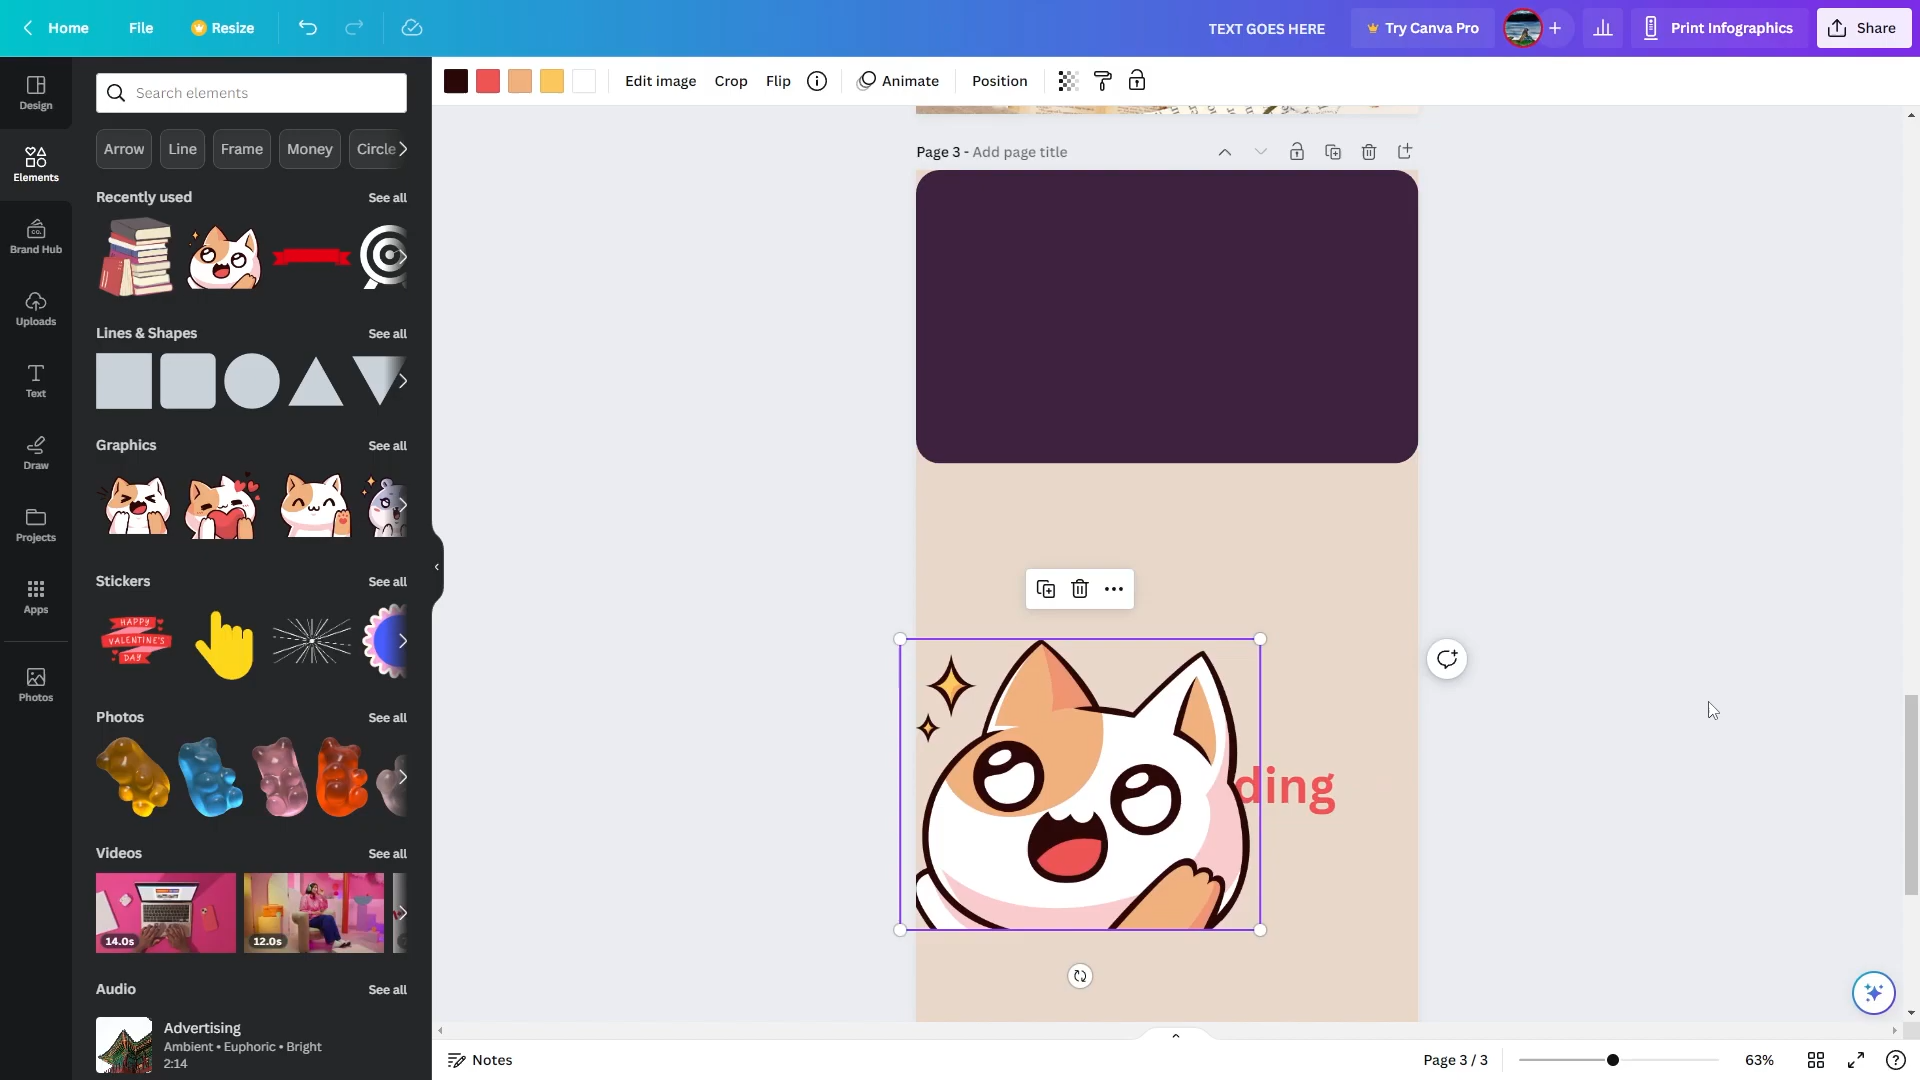 Home
File
Resize
TEXT GOES HERE
Try Canva Pro
Print Infographics
Share
Design
Elements
Brand Hub
Uploads
Text
Draw
Projects
Apps
Photos
Search elements
Arrow
Line
Frame
Money
Circle
Recently used
See all
Lines & Shapes
See all
Graphics
See all
Stickers
See all
HAPPY
VALENTINE'S
DAY
Photos
See all
Videos
See all
14.0s
12.0s
Audio
See all
Advertising
Ambient • Euphoric • Bright
2:14
Edit image
Crop
Flip
Animate
Position
Page 3 - Add page title
ding
Notes
Page 3 / 3
63%